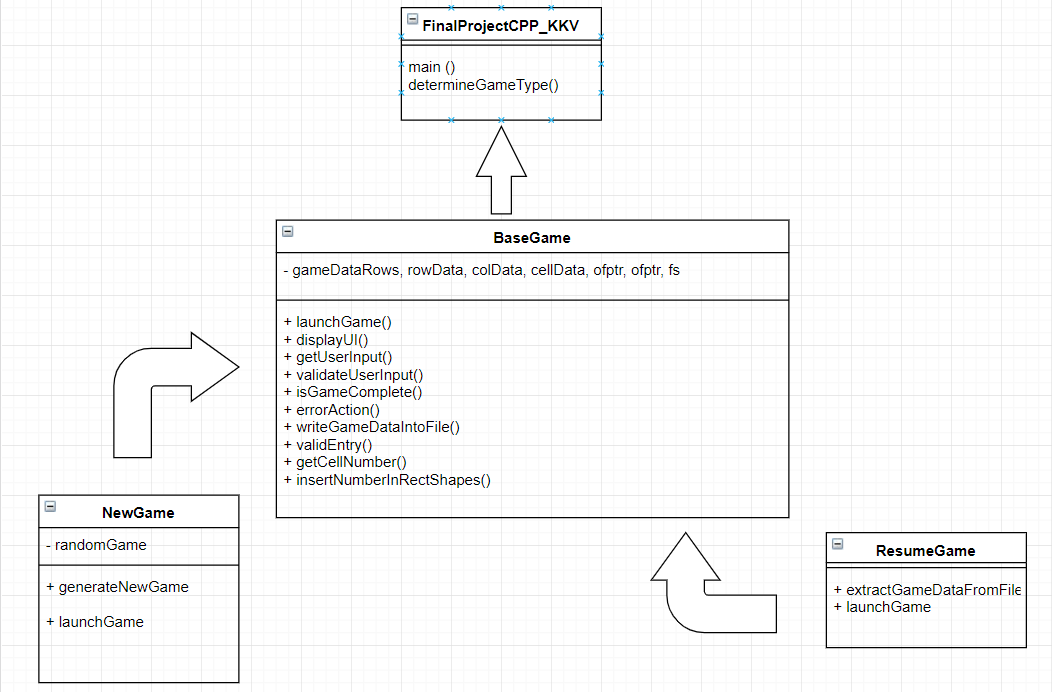 FinalProjectCPP_KKV
main ()
determineGameType()
BaseGame
- gameDataRows, rowData, colData, cellData, ofptr, ofptr, fs
+ launchGame()
+ displayUI()
+ getUserInput()
+ validateUserInput()
+ isGameComplete()
+ errorAction()
+ writeGameDataIntoFile()
+ validEntry()
+ getCellNumber()
+ insertNumberInRectShapes()
NewGame
- randomGame
+ generateNewGame
+ launchGame
ResumeGame
+ extractGameDataFromFile
+ launchGame